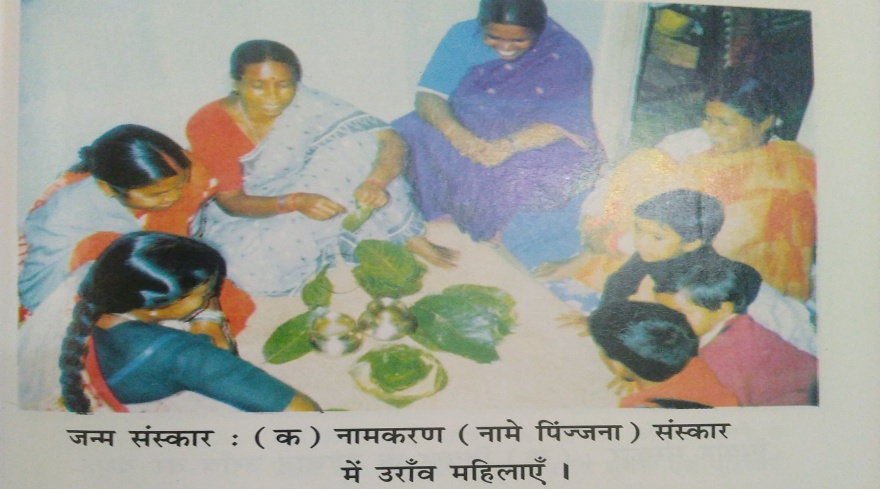 जन्म संस्कार : ( क ) नामकरण ( नामे पिंज्जना ) संस्कार
में उराँव महिलाएँ ।